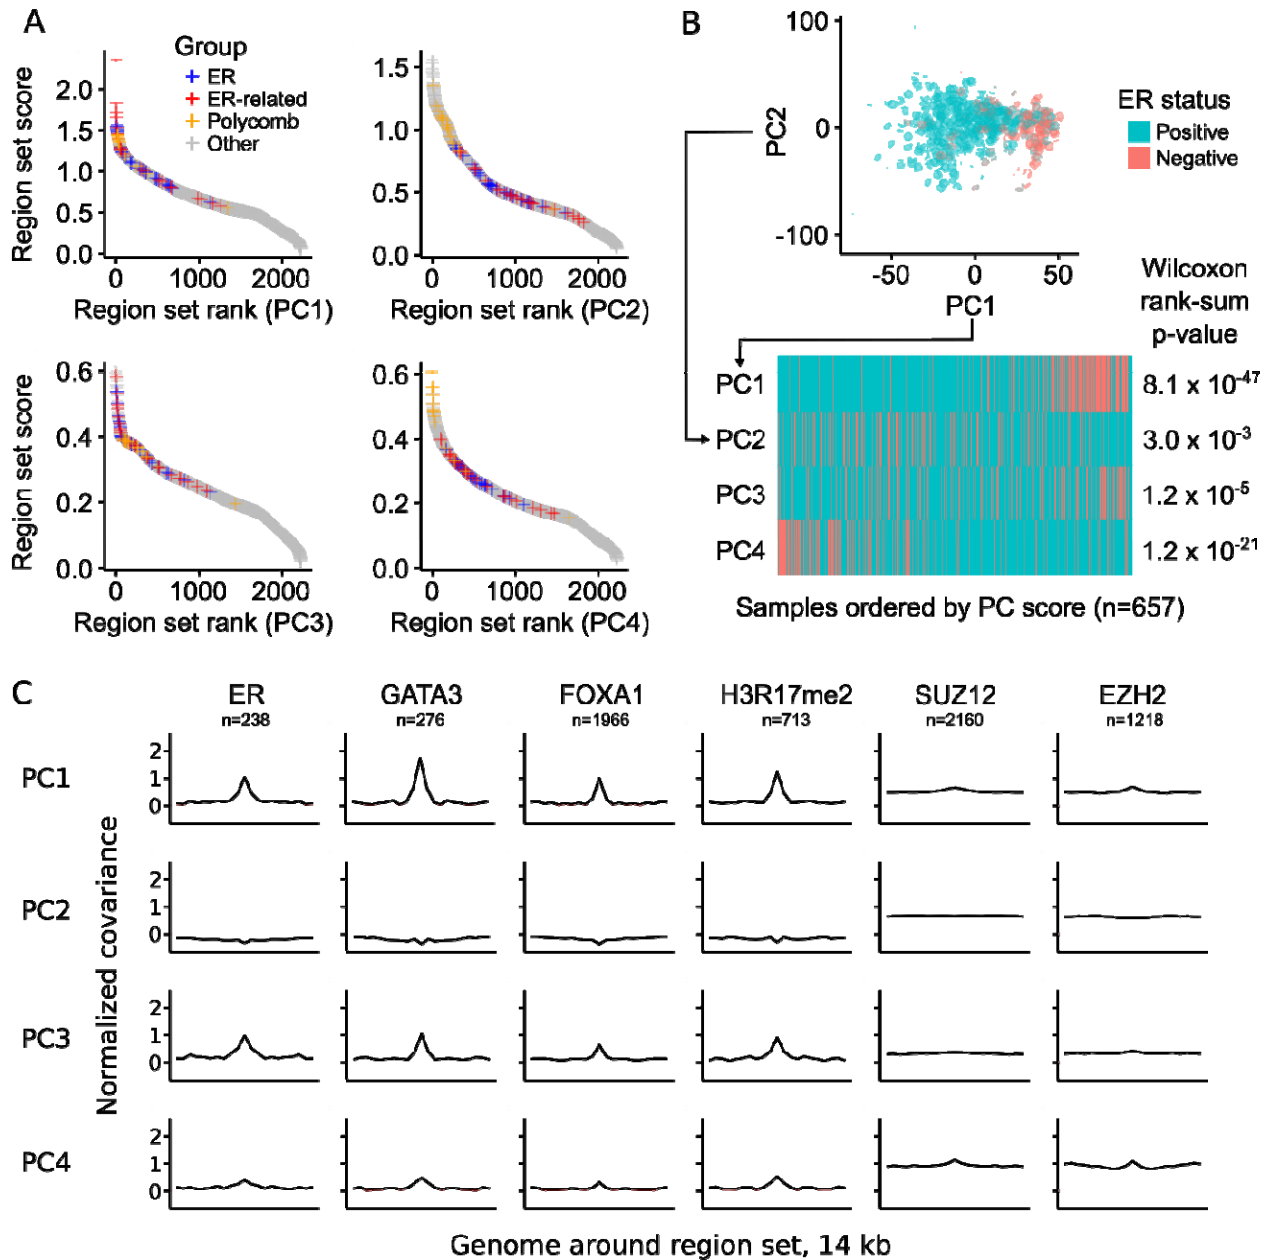 A
Group
ER
ER-related
Polycomb
Other
Region set score
2.0
1.5
1.0
0.5
0.0
0 1000 2000
Region set rank (PC1)
1.5
1.0
0.5
0.0
0 1000 2000
Region set rank (PC2)
Region set score
0.6
0.4
0.2
0.0
0 1000 2000
Region set rank (PC3)
0.6
0.4
0.2
0.0
0 1000 2000
Region set rank (PC4)
B
100
0
-100
PC2
-50 0 50
PC1
ER status
Positive
Negative
Wilcoxon
rank-sum
p-value
PC1 8.1 x 10⁻⁴⁷
PC2 3.0 x 10⁻³
PC3 1.2 x 10⁻⁵
PC4 1.2 x 10⁻²¹
Samples ordered by PC score (n=657)
C
ER GATA3 FOXA1 H3R17me2 SUZ12 EZH2
n=238 n=276 n=1966 n=713 n=2160 n=1218
Normalized covariance
PC1
2
1
0
PC2
2
1
0
PC3
2
1
0
PC4
2
1
0
Genome around region set, 14 kb